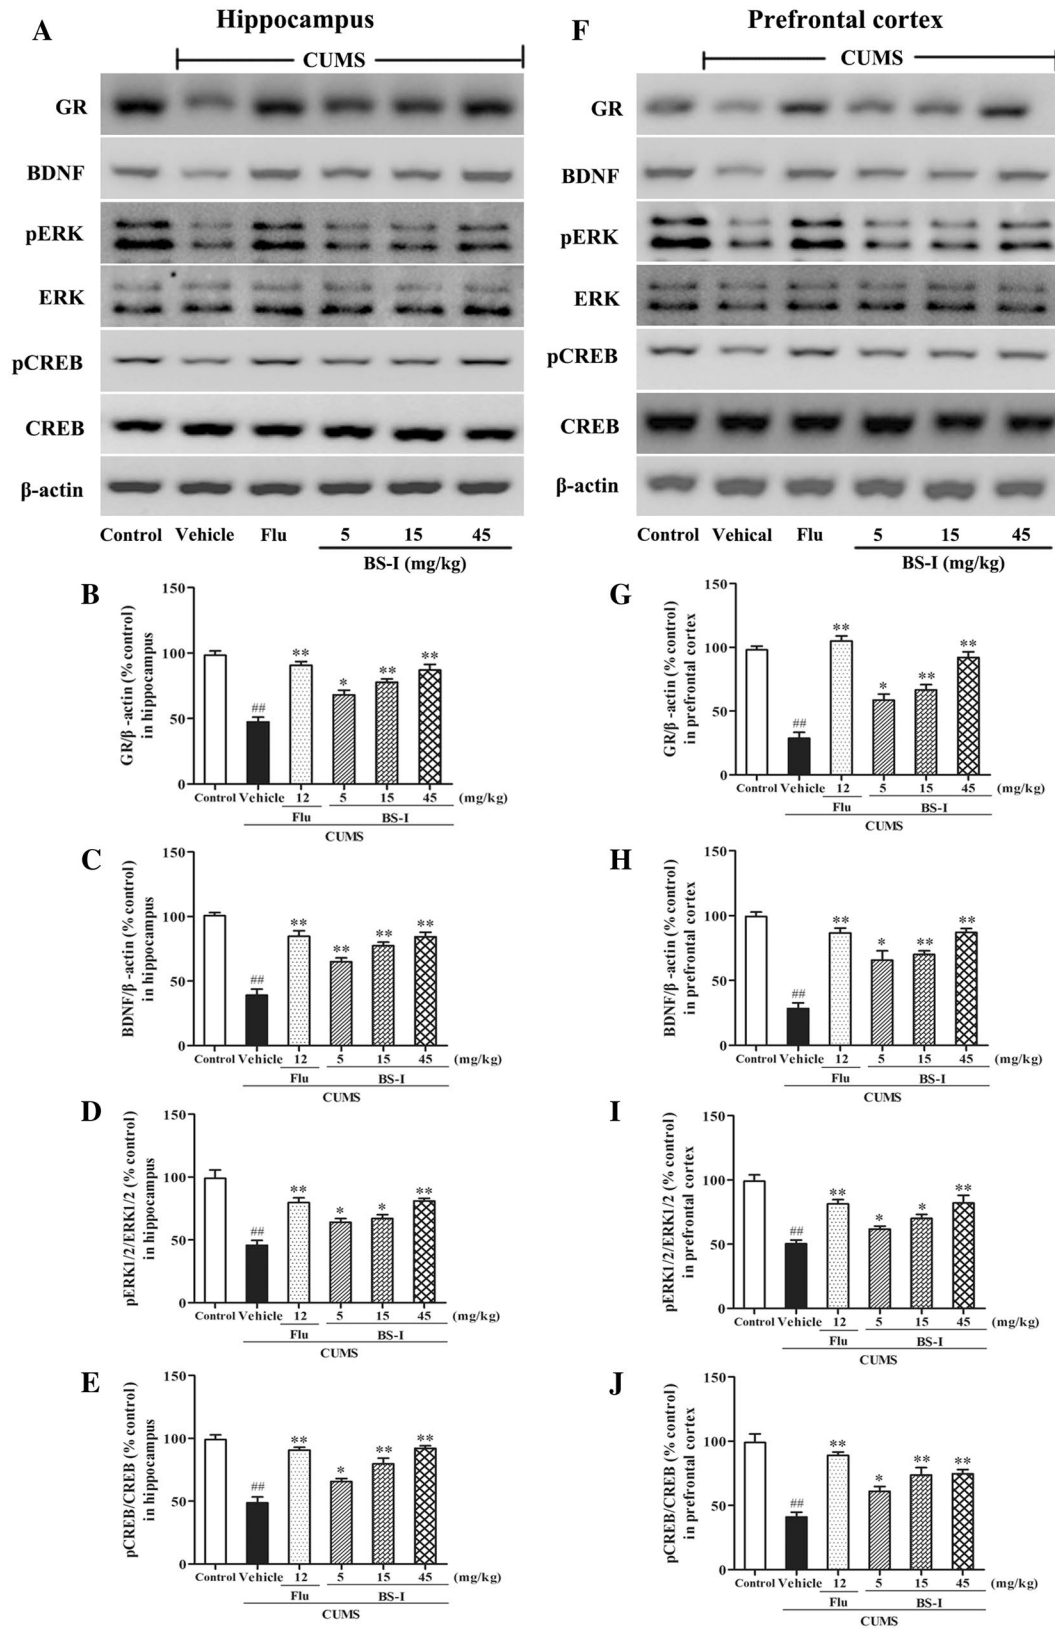 A
Hippocampus
CUMS
GR
BDNF
pERK
ERK
pCREB
CREB
β-actin
Control Vehicle Flu 5 15 45
BS-I (mg/kg)
F
Prefrontal cortex
CUMS
GR
BDNF
pERK
ERK
pCREB
CREB
β-actin
Control Vehical Flu 5 15 45
BS-I (mg/kg)
B
GR/β -actin (% control)
in hippocampus
150
100
50
0
##
**
*
**
**
Control Vehicle 12 5 15 45 (mg/kg)
Flu BS-I
CUMS
G
GR/β -actin (% control)
in prefrontal cortex
150
100
50
0
##
**
*
**
**
Control Vehicle 12 5 15 45 (mg/kg)
Flu BS-I
CUMS
C
BDNF/β -actin (% control)
in hippocampus
150
100
50
0
##
**
**
**
**
Control Vehicle 12 5 15 45 (mg/kg)
Flu BS-I
CUMS
H
BDNF/β -actin (% control)
in prefrontal cortex
150
100
50
0
##
**
*
**
**
Control Vehicle 12 5 15 45 (mg/kg)
Flu BS-I
CUMS
D
pERK1/2/ERK1/2 (% control)
in hippocampus
150
100
50
0
##
**
*
*
**
Control Vehicle 12 5 15 45 (mg/kg)
Flu BS-I
CUMS
I
pERK1/2/ERK1/2 (% control)
in prefrontal cortex
150
100
50
0
##
**
*
*
**
Control Vehicle 12 5 15 45 (mg/kg)
Flu BS-I
CUMS
E
pCREB/CREB (% control)
in hippocampus
150
100
50
0
##
**
*
**
**
Control Vehicle 12 5 15 45 (mg/kg)
Flu BS-I
CUMS
J
pCREB/CREB (% control)
in prefrontal cortex
150
100
50
0
##
**
*
**
**
Control Vehicle 12 5 15 45 (mg/kg)
Flu BS-I
CUMS